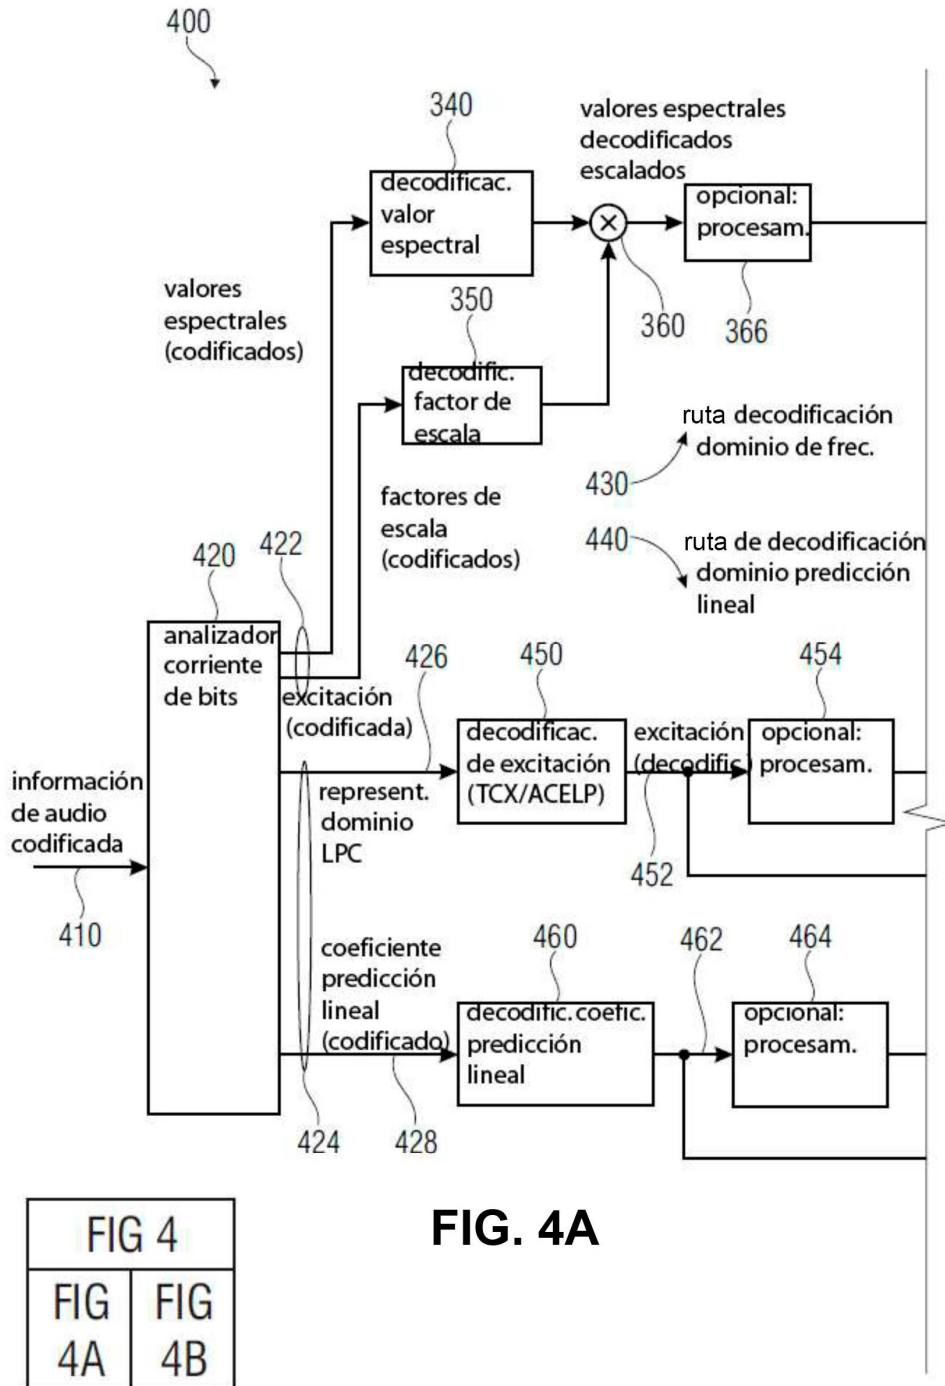 400
340
decodificac.
valor
espectral
valores espectrales
decodificados
escalados
opcional:
procesam.
valores
espectrales
(codificados)
350
360
366
decodific.
factor de
escala
ruta decodificación
dominio de frec.
430
factores de
escala
(codificados)
440
ruta de decodificación
dominio predicción
lineal
420
422
analizador
corriente
de bits
excitación
(codificada)
426
450
454
decodificac.
de excitación
(TCX/ACELP)
excitación
(decodific.)
opcional:
procesam.
información
de audio
codificada
410
represent.
dominio
LPC
452
coeficiente
predicción
lineal
(codificado)
460
462
464
decodific.coefic.
predicción
lineal
opcional:
procesam.
424
428
FIG. 4A
FIG 4
FIG
4A
FIG
4B